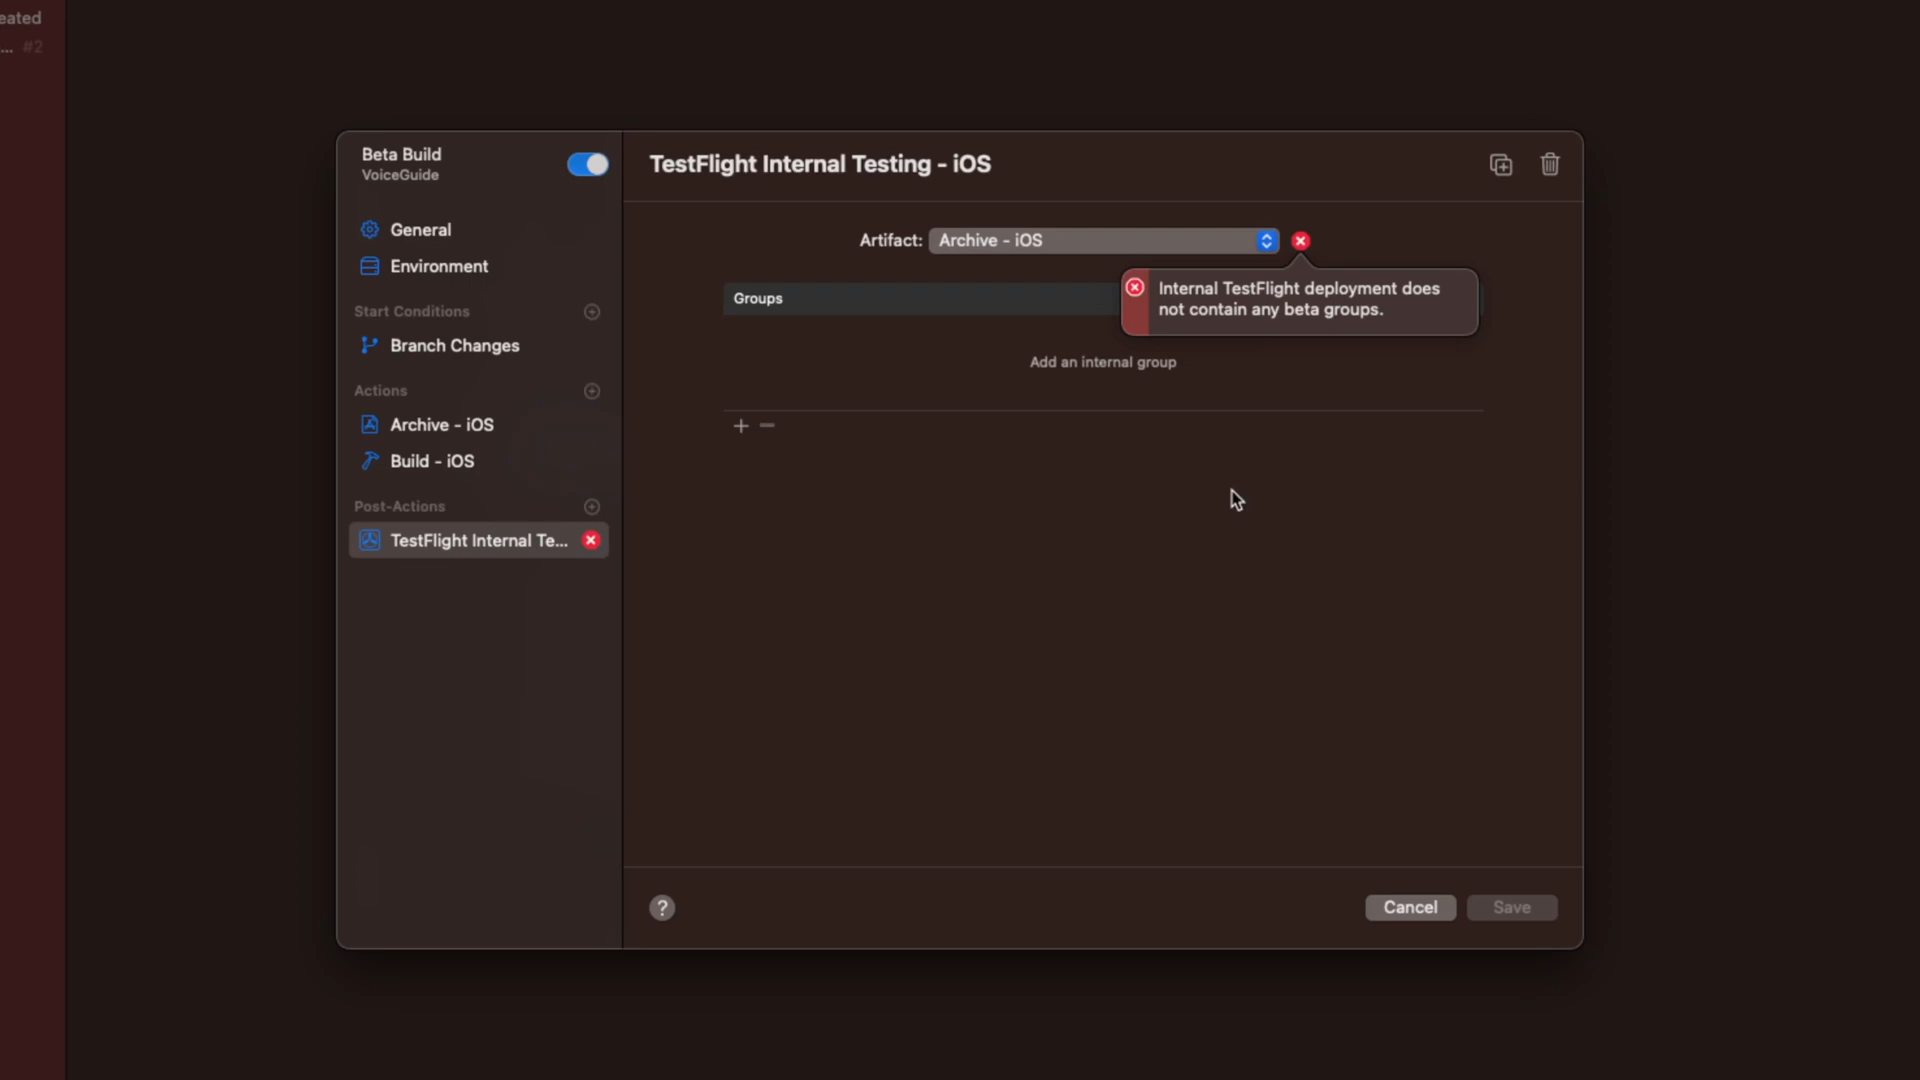 eated
... #2
Beta Build
VoiceGuide
General
Environment
Start Conditions
Branch Changes
Actions
Archive - iOS
Build - iOS
Post-Actions
TestFlight Internal Te...
TestFlight Internal Testing - iOS
Artifact: Archive - iOS
Internal TestFlight deployment does
not contain any beta groups.
Groups
Add an internal group
+ −
?
Cancel
Save